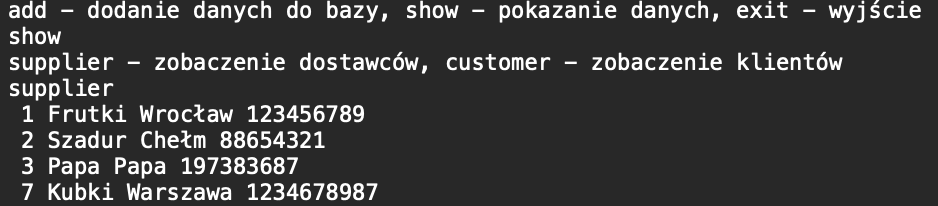 add – dodanie danych do bazy, show – pokazanie danych, exit – wyjście
show
supplier – zobaczenie dostawców, customer – zobaczenie klientów
supplier
1 Frutki Wrocław 123456789
2 Szadur Chełm 88654321
3 Papa Papa 197383687
7 Kubki Warszawa 1234678987